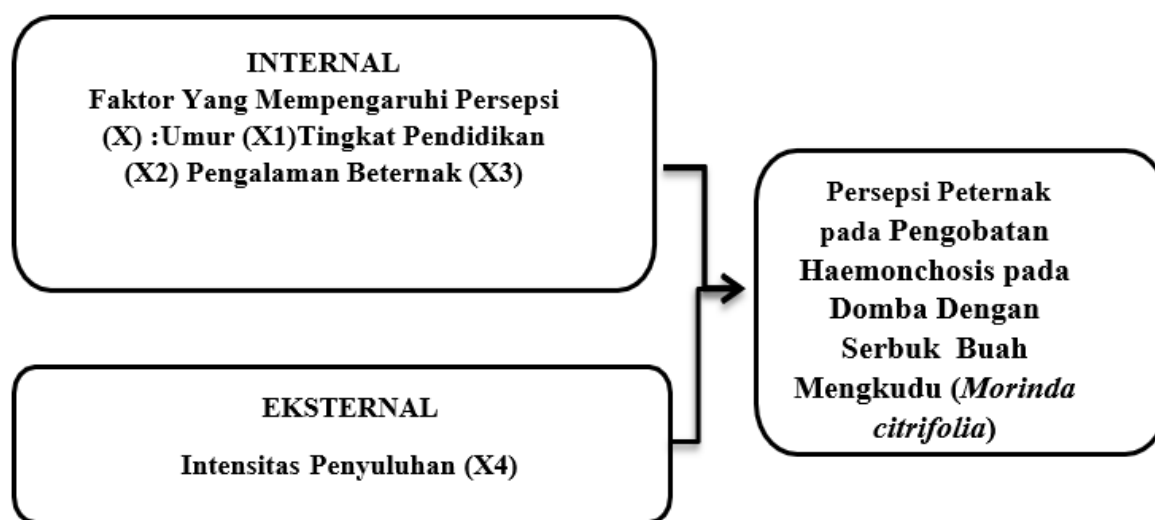 INTERNAL
Faktor Yang Mempengaruhi Persepsi
(X) :Umur (X1)Tingkat Pendidikan
(X2) Pengalaman Beternak (X3)
EKSTERNAL
Intensitas Penyuluhan (X4)
Persepsi Peternak
pada Pengobatan
Haemonchosis pada
Domba Dengan
Serbuk Buah
Mengkudu (Morinda
citrifolia)